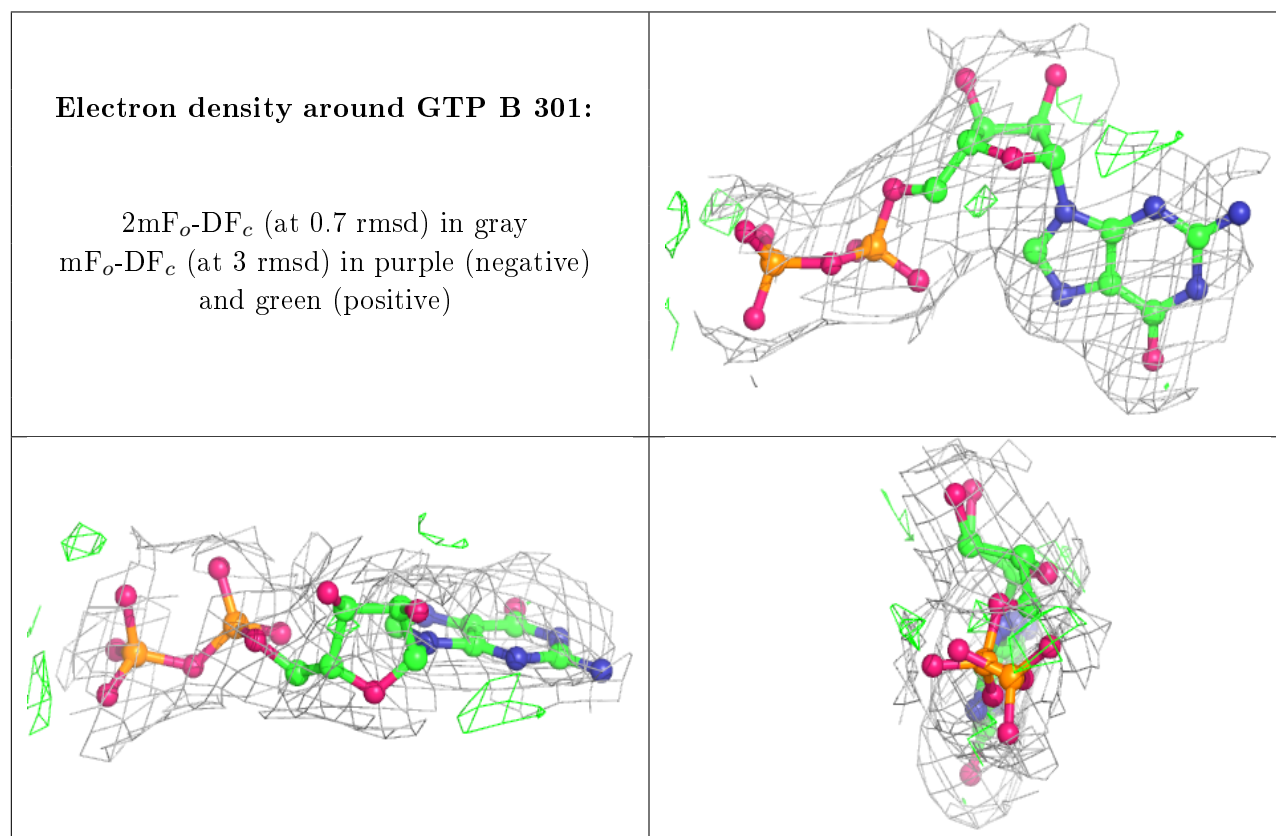 Electron density around GTP B 301:
2mFₒ-DF𝒸 (at 0.7 rmsd) in gray
mFₒ-DF𝒸 (at 3 rmsd) in purple (negative)
and green (positive)